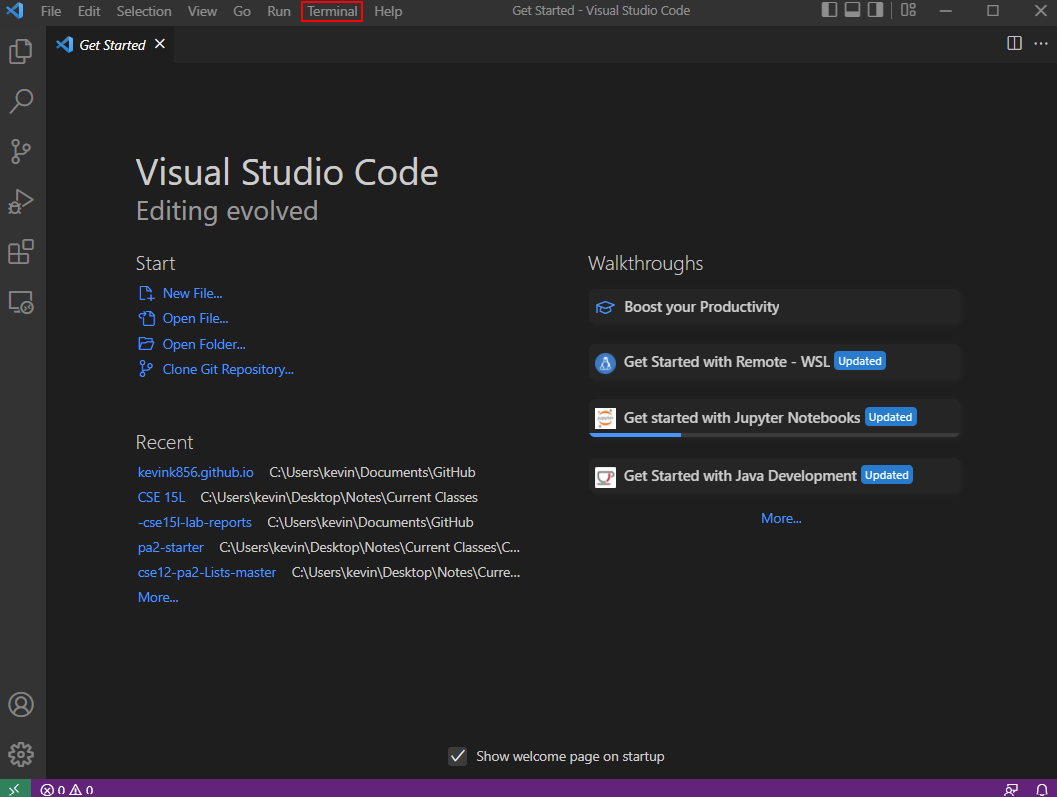 File Edit Selection View Go Run Terminal Help Get Started - Visual Studio Code
Get Started
Visual Studio Code
Editing evolved
Start
New File...
Open File...
Open Folder...
Clone Git Repository...
Recent
kevink856.github.io C:\Users\kevin\Documents\GitHub
CSE 15L C:\Users\kevin\Desktop\Notes\Current Classes
-cse15l-lab-reports C:\Users\kevin\Documents\GitHub
pa2-starter C:\Users\kevin\Desktop\Notes\Current Classes\C...
cse12-pa2-Lists-master C:\Users\kevin\Desktop\Notes\Curre...
More...
Walkthroughs
Boost your Productivity
Get Started with Remote - WSL Updated
Get started with Jupyter Notebooks Updated
Get Started with Java Development Updated
More...
Show welcome page on startup
0 0